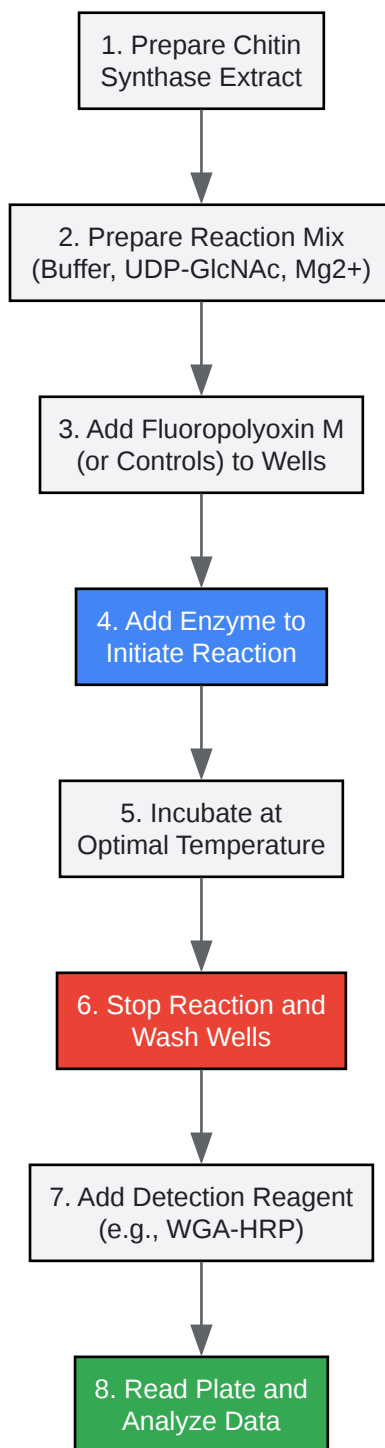 1. Prepare Chitin
Synthase Extract
2. Prepare Reaction Mix
(Buffer, UDP-GlcNAc, Mg2+)
3. Add Fluoropolyoxin M
(or Controls) to Wells
4. Add Enzyme to
Initiate Reaction
5. Incubate at
Optimal Temperature
6. Stop Reaction and
Wash Wells
7. Add Detection Reagent
(e.g., WGA-HRP)
8. Read Plate and
Analyze Data